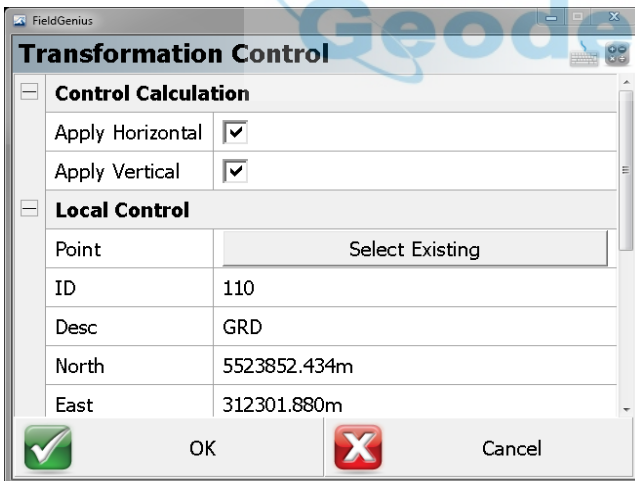 FieldGenius
Geode
Transformation Control
Control Calculation
Apply Horizontal
Apply Vertical
Local Control
Point Select Existing
ID 110
Desc GRD
North 5523852.434m
East 312301.880m
OK Cancel